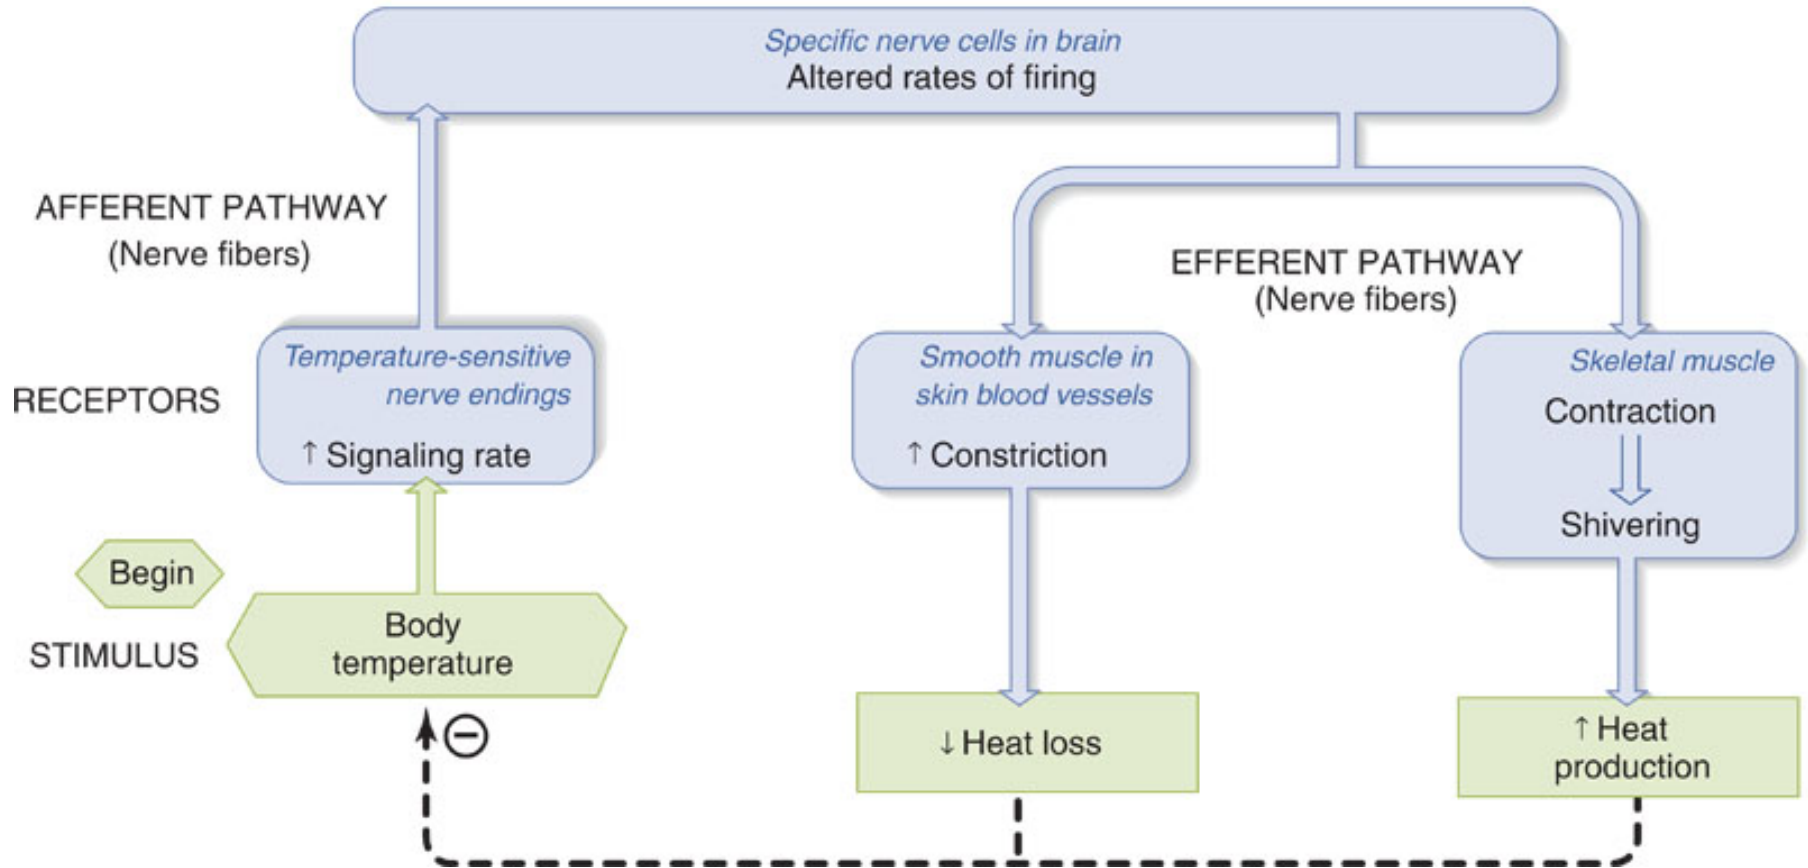 Specific nerve cells in brain
Altered rates of firing
AFFERENT PATHWAY
(Nerve fibers)
EFFERENT PATHWAY
(Nerve fibers)
RECEPTORS
Temperature-sensitive
nerve endings
↑ Signaling rate
Smooth muscle in
skin blood vessels
↑ Constriction
Skeletal muscle
Contraction
Shivering
Begin
STIMULUS
Body
temperature
⊖
↓ Heat loss
↑ Heat
production